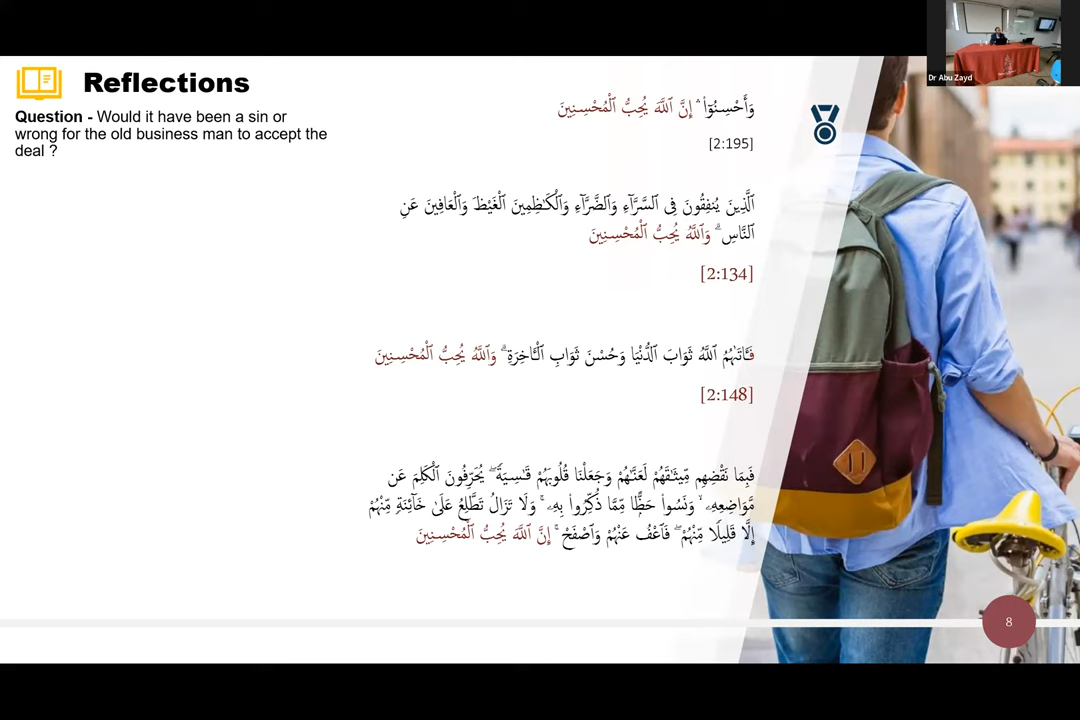 Dr Abu Zayd
Reflections
Question - Would it have been a sin or
wrong for the old business man to accept the
deal ?
وَأَحْسِنُوٓا۟ ۛ إِنَّ ٱللَّهَ يُحِبُّ ٱلْمُحْسِنِينَ
[2:195]
ٱلَّذِينَ يُنفِقُونَ فِى ٱلسَّرَّآءِ وَٱلضَّرَّآءِ وَٱلْكَـٰظِمِينَ ٱلْغَيْظَ وَٱلْعَافِينَ عَنِ
ٱلنَّاسِ ۗ وَٱللَّهُ يُحِبُّ ٱلْمُحْسِنِينَ
[2:134]
فَـَٔاتَىٰهُمُ ٱللَّهُ ثَوَابَ ٱلدُّنْيَا وَحُسْنَ ثَوَابِ ٱلْـَٔاخِرَةِ ۗ وَٱللَّهُ يُحِبُّ ٱلْمُحْسِنِينَ
[2:148]
فَبِمَا نَقْضِهِم مِّيثَـٰقَهُمْ لَعَنَّـٰهُمْ وَجَعَلْنَا قُلُوبَهُمْ قَـٰسِيَةً ۖ يُحَرِّفُونَ ٱلْكَلِمَ عَن
مَّوَاضِعِهِۦ ۙ وَنَسُوا۟ حَظًّا مِّمَّا ذُكِّرُوا۟ بِهِۦ ۚ وَلَا تَزَالُ تَطَّلِعُ عَلَىٰ خَآئِنَةٍ مِّنْهُمْ
إِلَّا قَلِيلًا مِّنْهُمْ ۖ فَٱعْفُ عَنْهُمْ وَٱصْفَحْ ۚ إِنَّ ٱللَّهَ يُحِبُّ ٱلْمُحْسِنِينَ
8